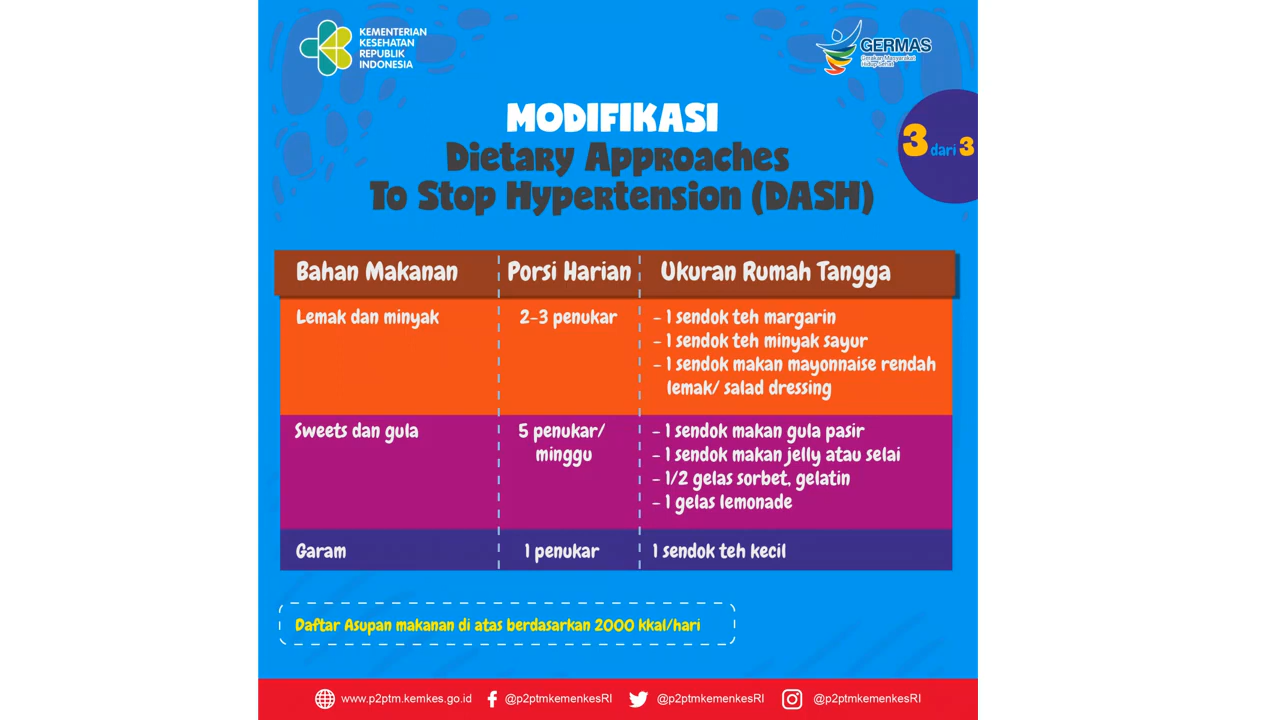 KEMENTERIAN
KESEHATAN
REPUBLIK
INDONESIA
GERMAS
Gerakan Masyarakat
Hidup Sehat
3 dari 3
MODIFIKASI
Dietary Approaches
To Stop Hypertension (DASH)
Bahan Makanan Porsi Harian Ukuran Rumah Tangga
Lemak dan minyak 2-3 penukar - 1 sendok teh margarin
- 1 sendok teh minyak sayur
- 1 sendok makan mayonnaise rendah
lemak/ salad dressing
Sweets dan gula 5 penukar/ - 1 sendok makan gula pasir
minggu - 1 sendok makan jelly atau selai
- 1/2 gelas sorbet, gelatin
- 1 gelas lemonade
Garam 1 penukar 1 sendok teh kecil
Daftar Asupan makanan di atas berdasarkan 2000 kkal/hari
www.p2ptm.kemkes.go.id @p2ptmkemenkesRI @p2ptmkemenkesRI @p2ptmkemenkesRI